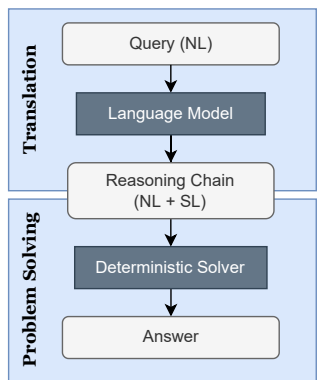 Translation
Query (NL)
Language Model
Reasoning Chain
(NL + SL)
Problem Solving
Deterministic Solver
Answer